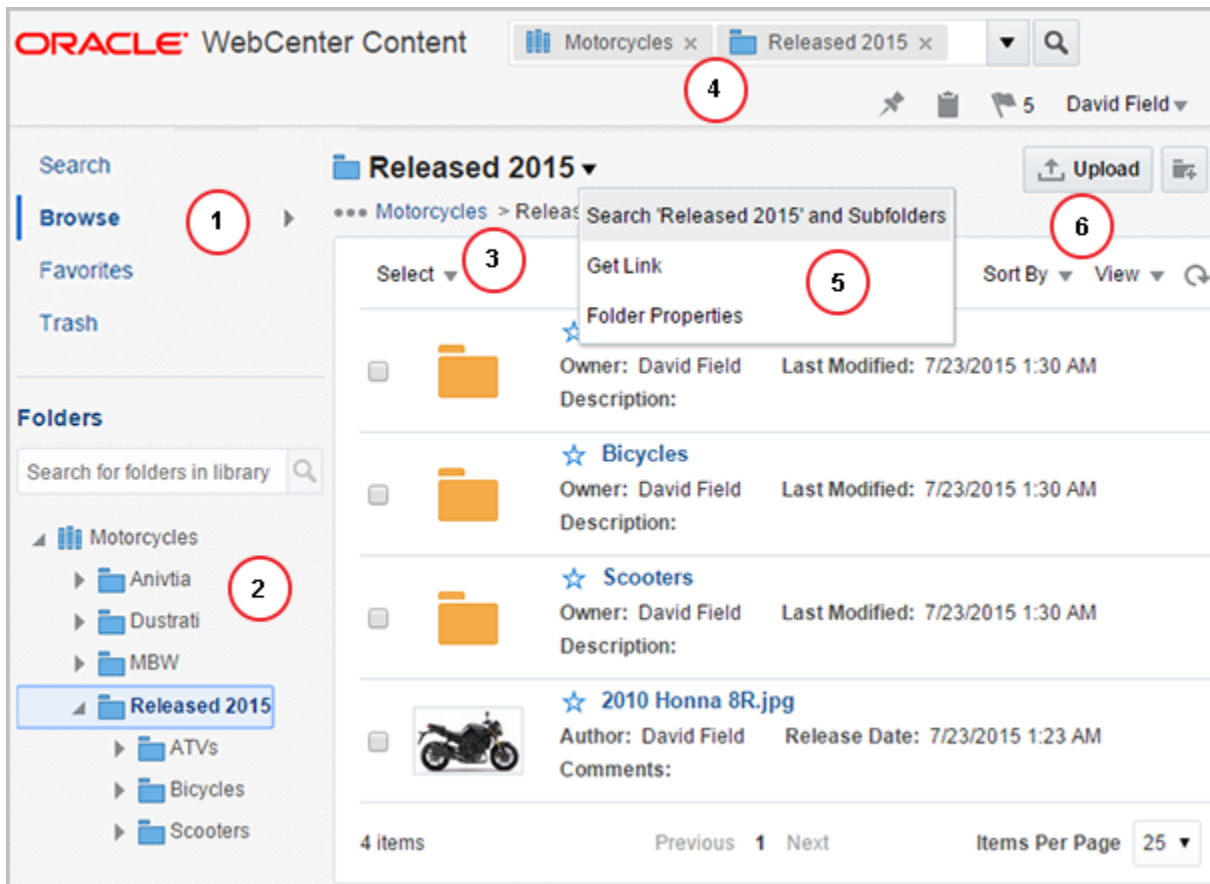 ORACLE® WebCenter Content
Motorcycles × Released 2015 ×
4
5 David Field
Search
Browse
1
Favorites
Trash
Folders
Search for folders in library
Motorcycles
Anivtia
2
Dustrati
MBW
Released 2015
ATVs
Bicycles
Scooters
Released 2015
Upload
••• Motorcycles > Releas
Search 'Released 2015' and Subfolders
Get Link
Folder Properties
5
6
3
Select
Sort By View
Owner: David Field Last Modified: 7/23/2015 1:30 AM
Description:
Bicycles
Owner: David Field Last Modified: 7/23/2015 1:30 AM
Description:
Scooters
Owner: David Field Last Modified: 7/23/2015 1:30 AM
Description:
2010 Honna 8R.jpg
Author: David Field Release Date: 7/23/2015 1:23 AM
Comments:
4 items Previous 1 Next Items Per Page 25